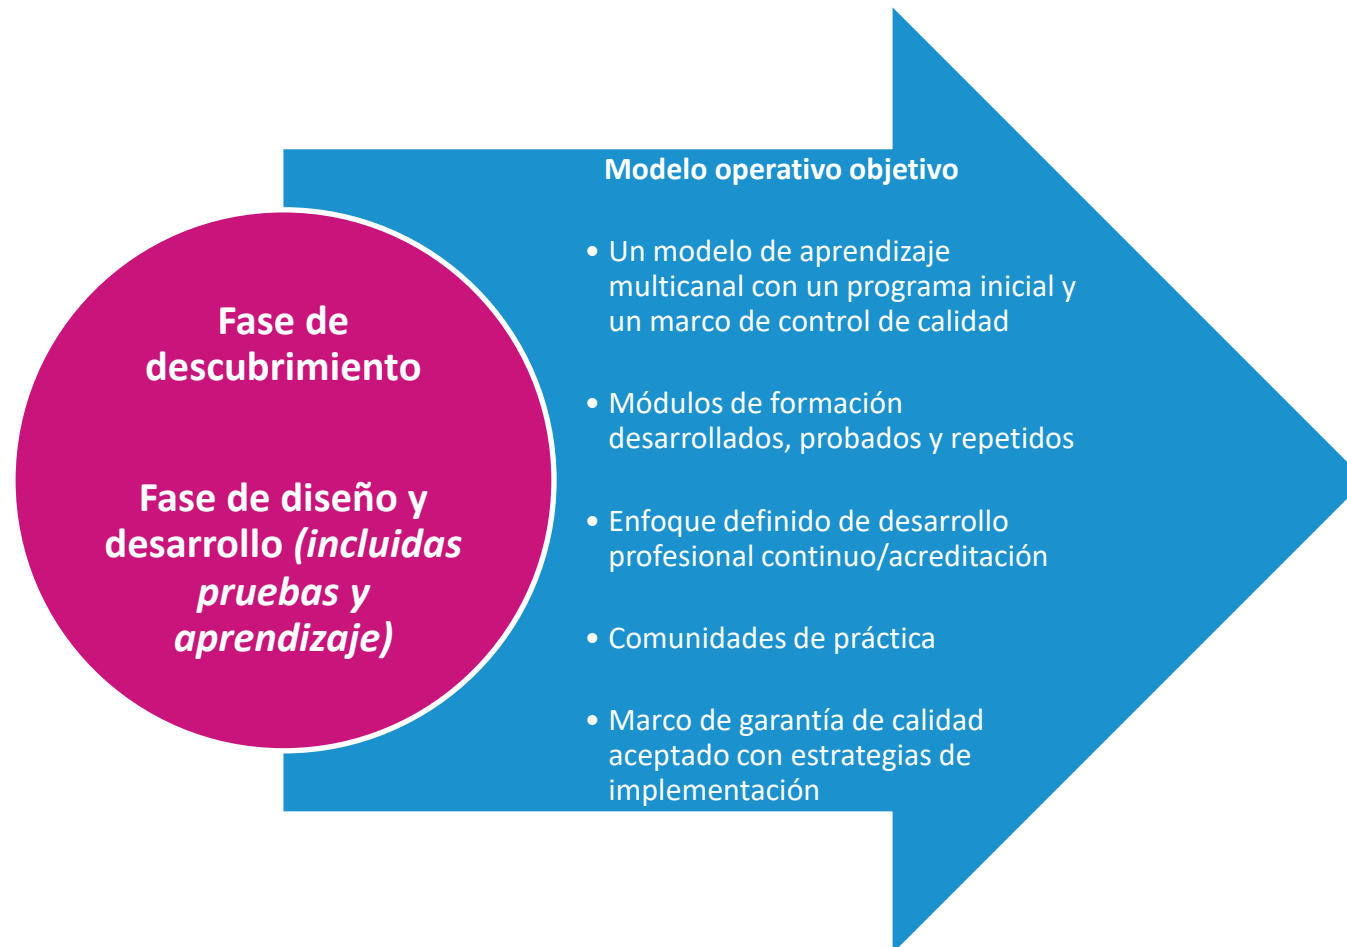 Fase de
descubrimiento
Fase de diseño y
desarrollo (incluidas
pruebas y
aprendizaje)
Modelo operativo objetivo
• Un modelo de aprendizaje
multicanal con un programa inicial y
un marco de control de calidad
• Módulos de formación
desarrollados, probados y repetidos
• Enfoque definido de desarrollo
profesional continuo/acreditación
• Comunidades de práctica
• Marco de garantía de calidad
aceptado con estrategias de
implementación